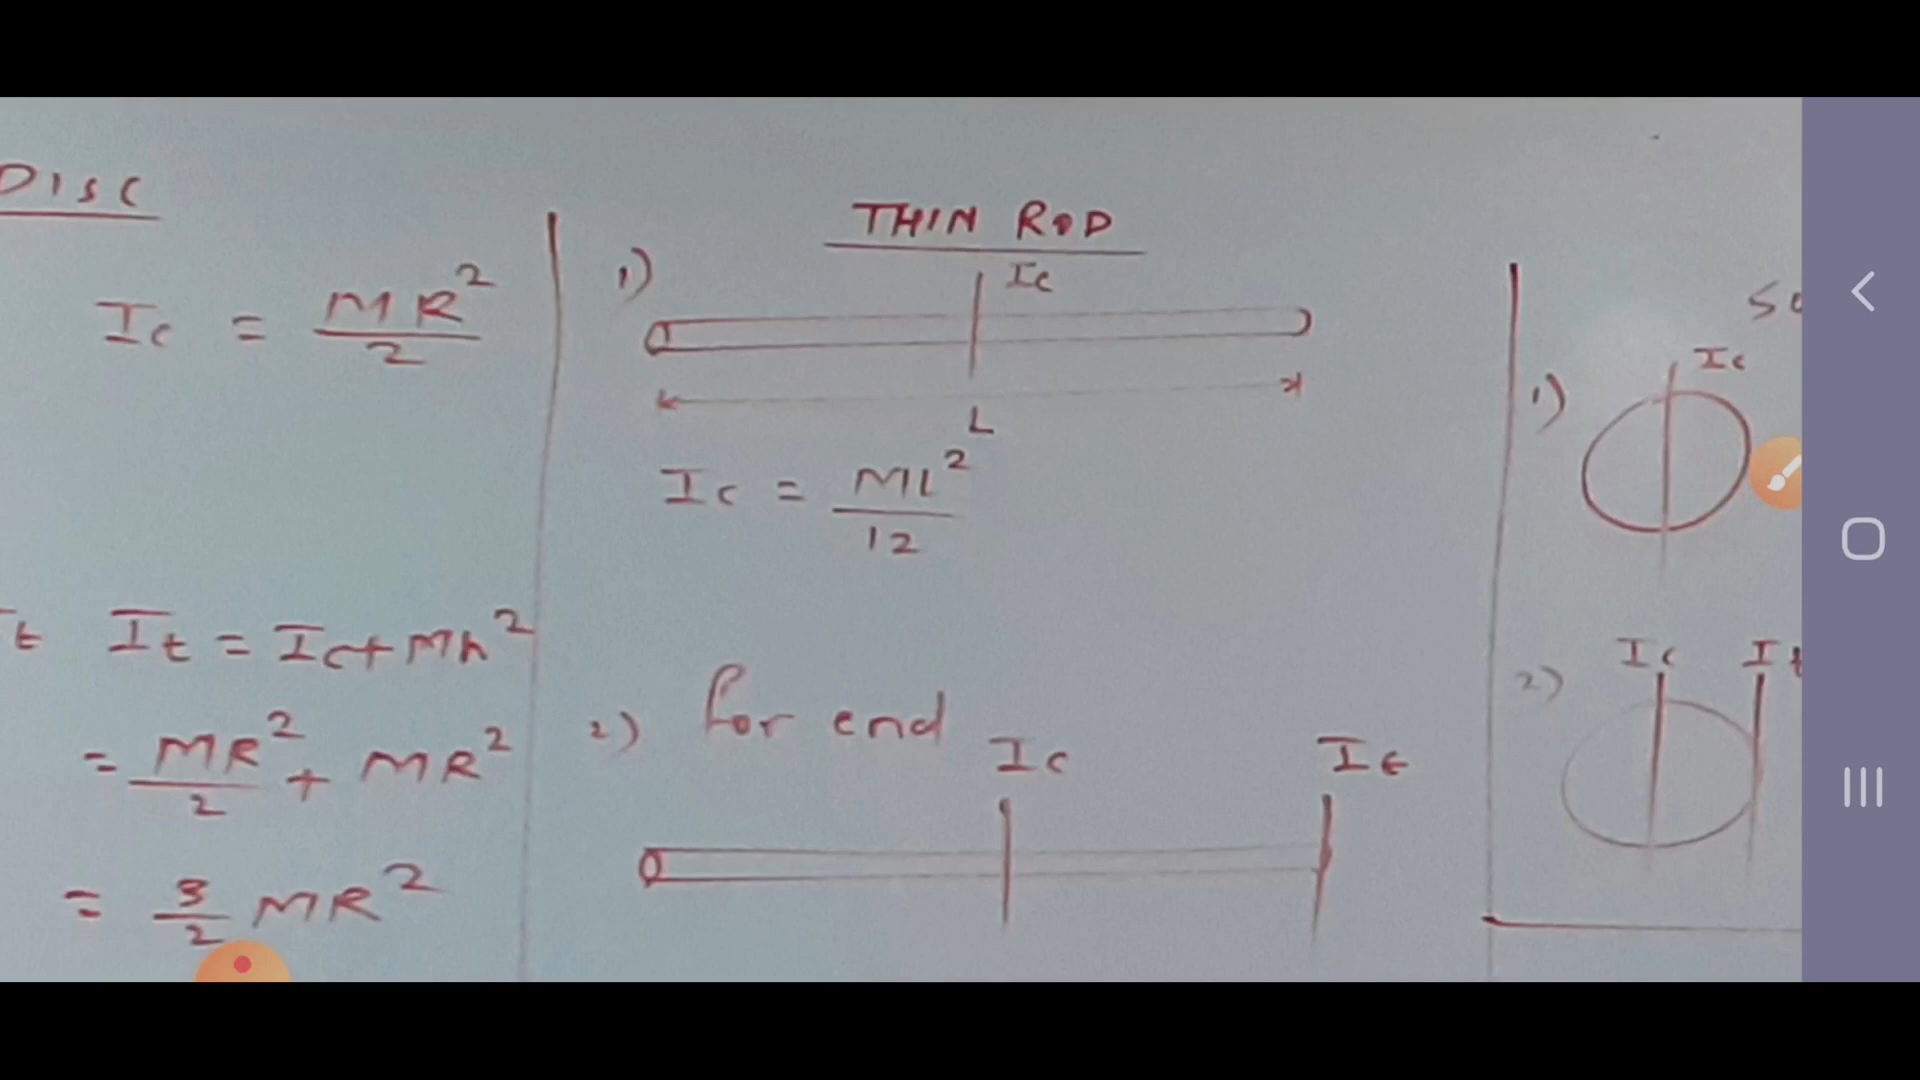 DISC
Ic = MR²/2
It = Ic + Mh²
= MR²/2 + MR²
= 3/2 MR²
THIN ROD
1)
Ic
L
Ic = ML²/12
2) for end
Ic It
1)
Ic
2)
Ic It